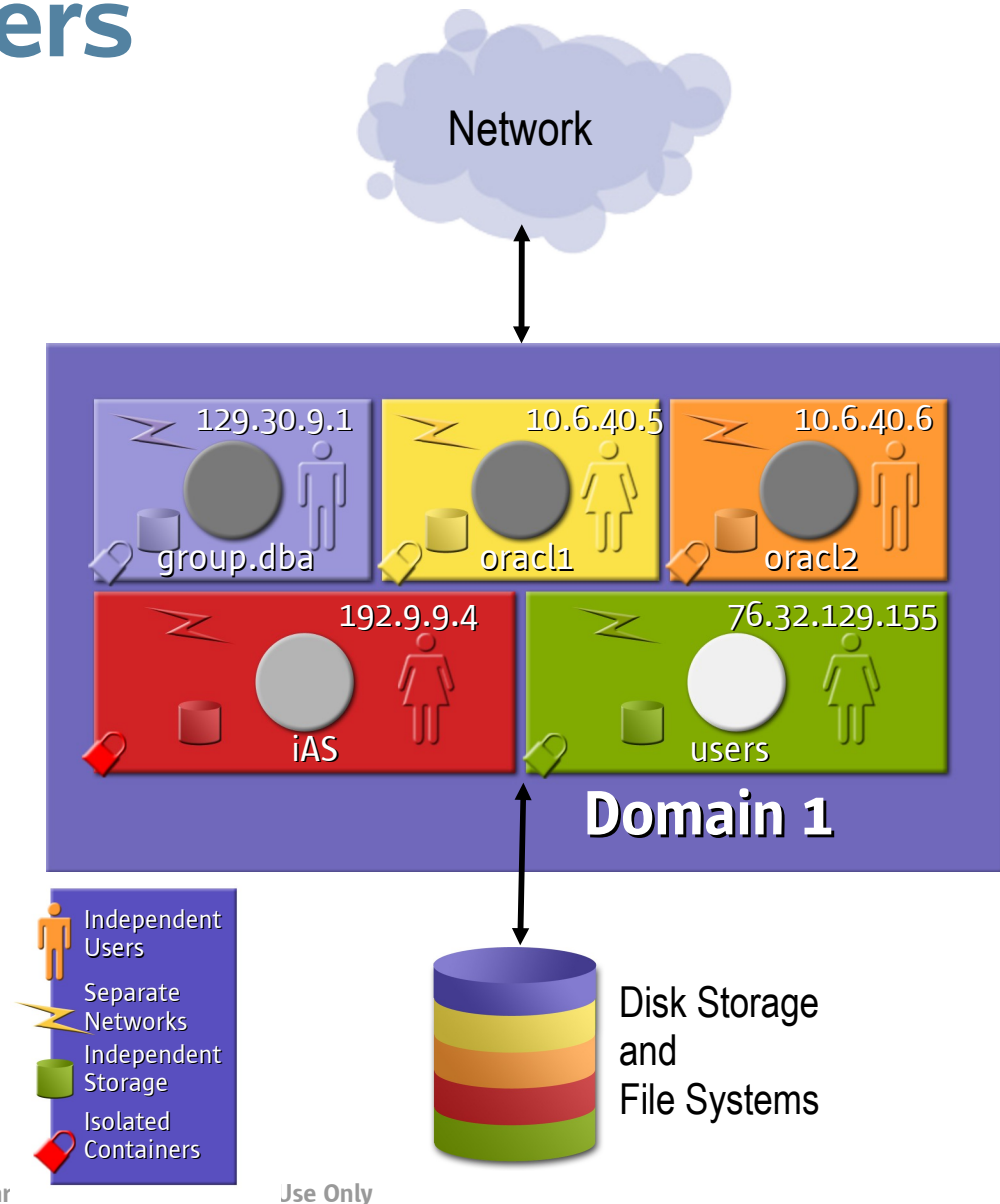 ers
Network
129.30.9.1
10.6.40.5
10.6.40.6
group.dba
oracl1
oracl2
192.9.9.4
76.32.129.155
iAS
users
Domain 1
Independent
Users
Separate
Networks
Independent
Storage
Isolated
Containers
Disk Storage
and
File Systems
Use Only